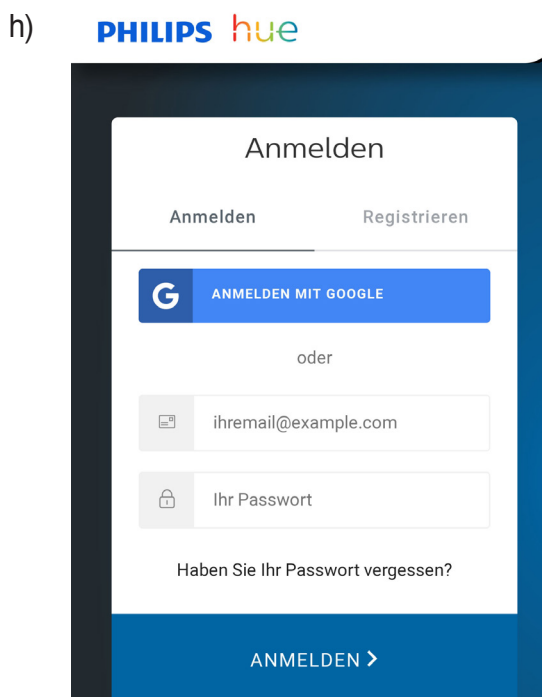 h)
PHILIPS hue
Anmelden
Anmelden Registrieren
G ANMELDEN MIT GOOGLE
oder
ihremail@example.com
Ihr Passwort
Haben Sie Ihr Passwort vergessen?
ANMELDEN >